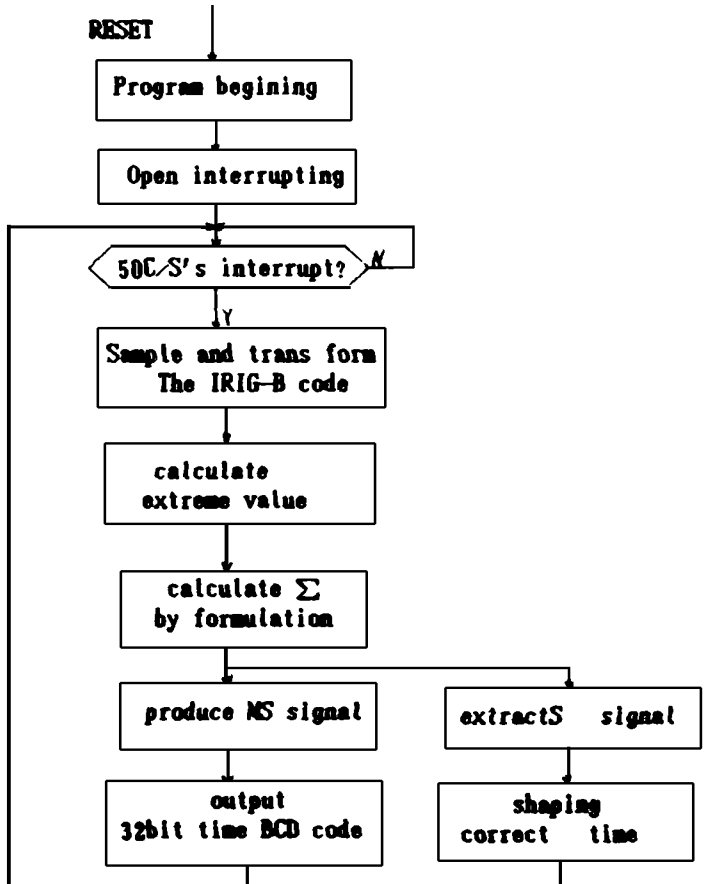 RESET
Program begining
Open interrupting
50C/S's interrupt?
N
Y
Sample and trans form
The IRIG-B code
calculate
extreme value
calculate Σ
by formulation
produce MS signal
extractS signal
output
32bit time BCD code
shaping
correct time